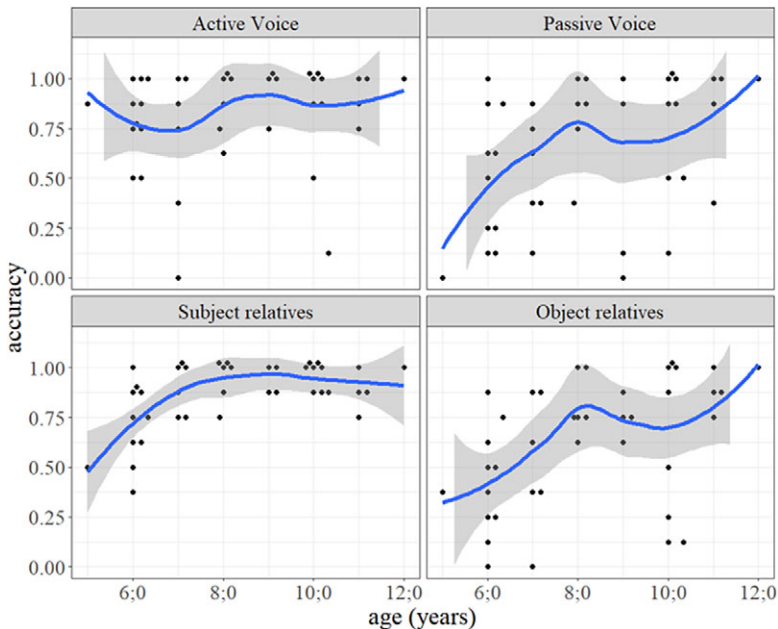 Active Voice
Passive Voice
1.00
0.75
0.50
0.25
0.00
accuracy
Subject relatives
Object relatives
1.00
0.75
0.50
0.25
0.00
6;0 8;0 10;0 12;0 6;0 8;0 10;0 12;0
age (years)